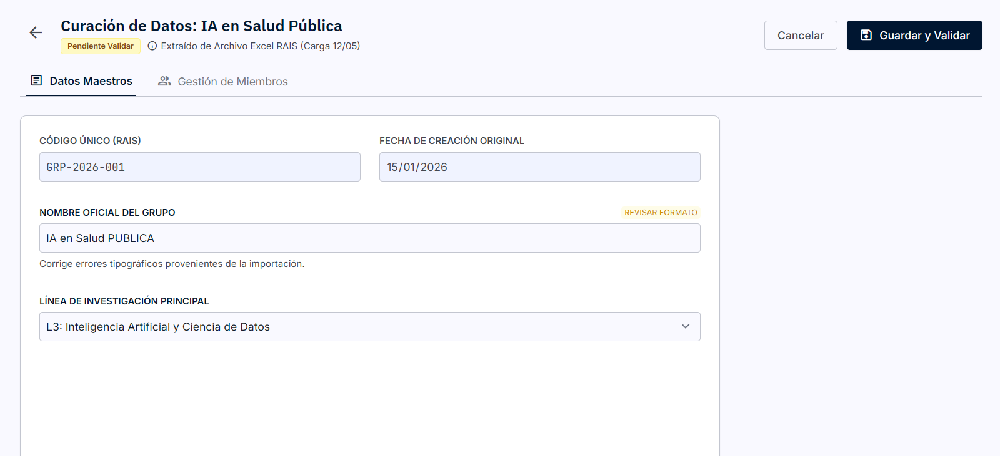 Curación de Datos: IA en Salud Pública
Cancelar
Guardar y Validar
Pendiente Validar
Extraído de Archivo Excel RAIS (Carga 12/05)
Datos Maestros
Gestión de Miembros
CÓDIGO ÚNICO (RAIS)
FECHA DE CREACIÓN ORIGINAL
GRP-2026-001
15/01/2026
NOMBRE OFICIAL DEL GRUPO
REVISAR FORMATO
IA en Salud PUBLICA
Corrige errores tipográficos provenientes de la importación.
LÍNEA DE INVESTIGACIÓN PRINCIPAL
L3: Inteligencia Artificial y Ciencia de Datos